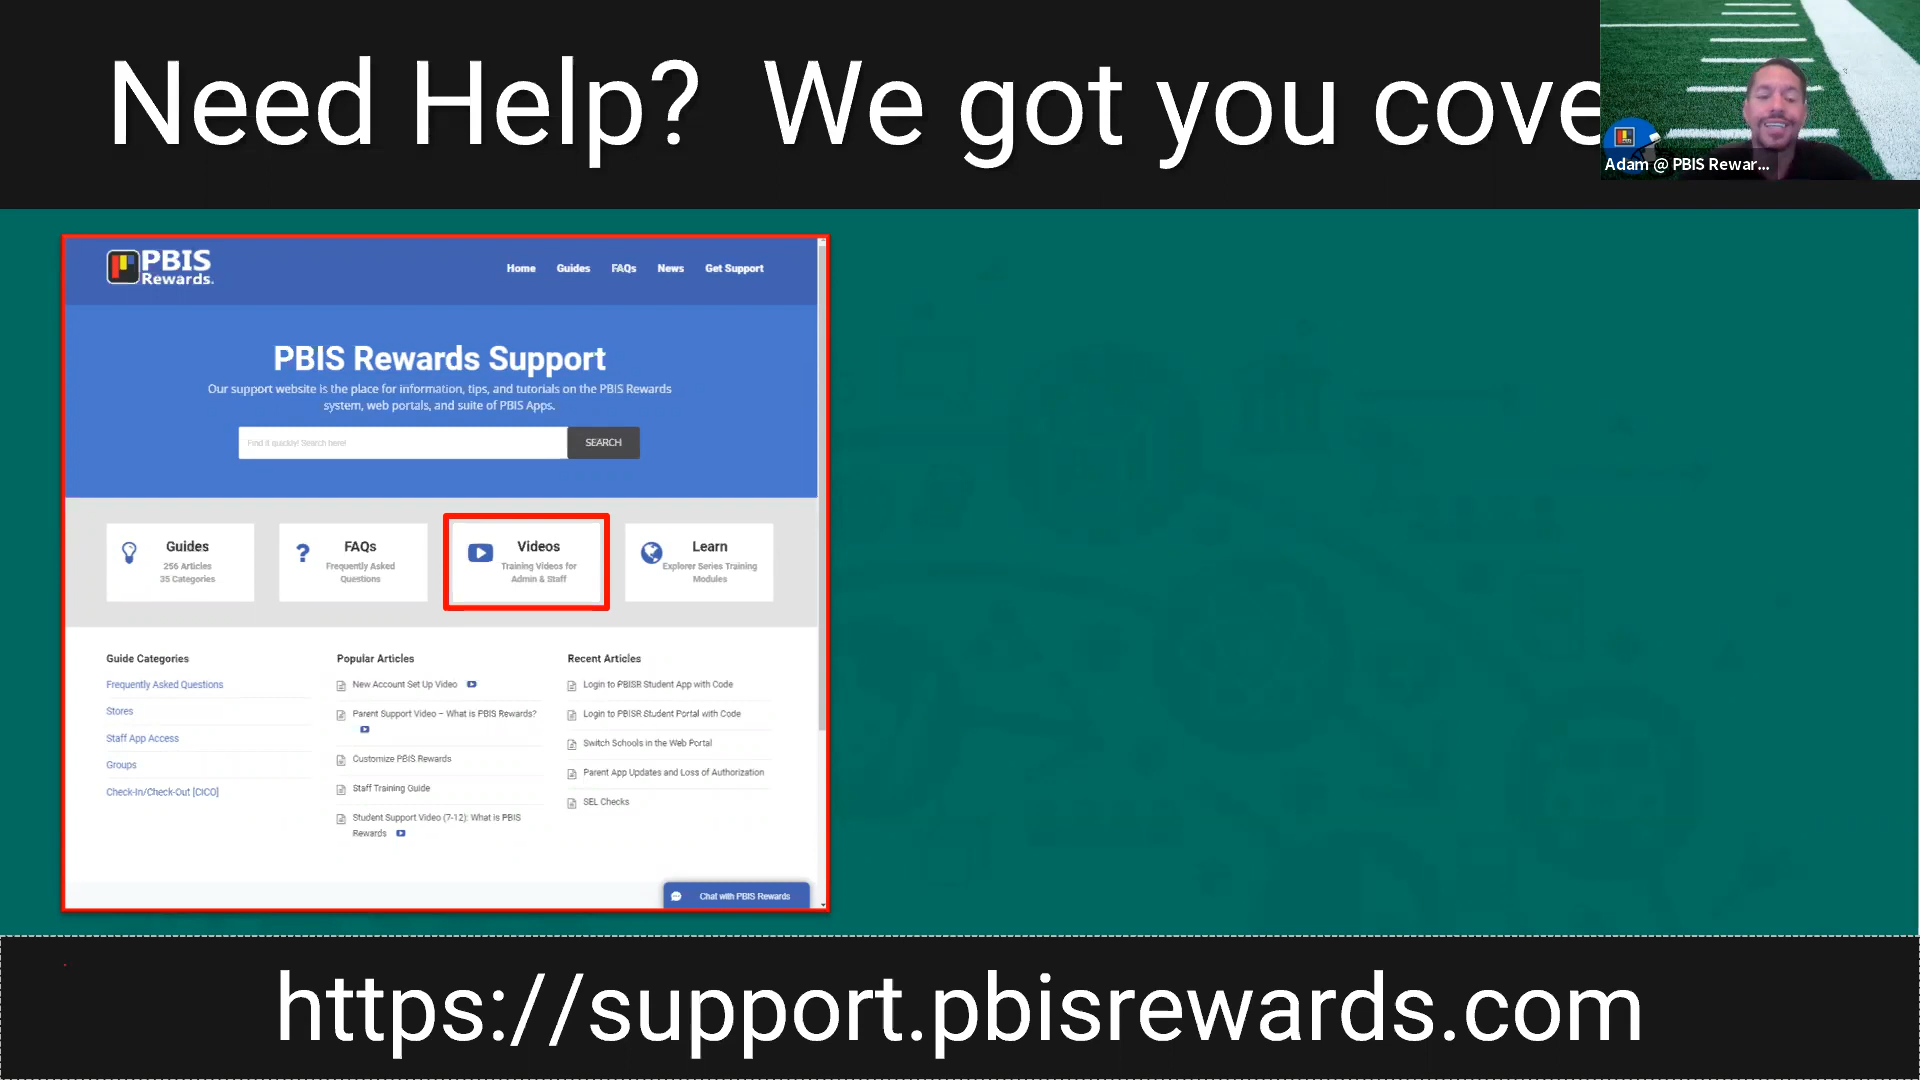 Need Help? We got you cove
Adam @ PBIS Rewar...
PBIS
Rewards.
Home Guides FAQs News Get Support
PBIS Rewards Support
Our support website is the place for information, tips, and tutorials on the PBIS Rewards
system, web portals, and suite of PBIS Apps.
Find it quickly! Search here!
SEARCH
Guides
256 Articles
35 Categories
?
FAQs
Frequently Asked
Questions
Videos
Training Videos for
Admin & Staff
Learn
Explorer Series Training
Modules
Guide Categories
Frequently Asked Questions
Stores
Staff App Access
Groups
Check-In/Check-Out [CICO]
Popular Articles
New Account Set Up Video
Parent Support Video – What is PBIS Rewards?
Customize PBIS Rewards
Staff Training Guide
Student Support Video (7-12): What is PBIS
Rewards
Recent Articles
Login to PBISR Student App with Code
Login to PBISR Student Portal with Code
Switch Schools in the Web Portal
Parent App Updates and Loss of Authorization
SEL Checks
Chat with PBIS Rewards
https://support.pbisrewards.com